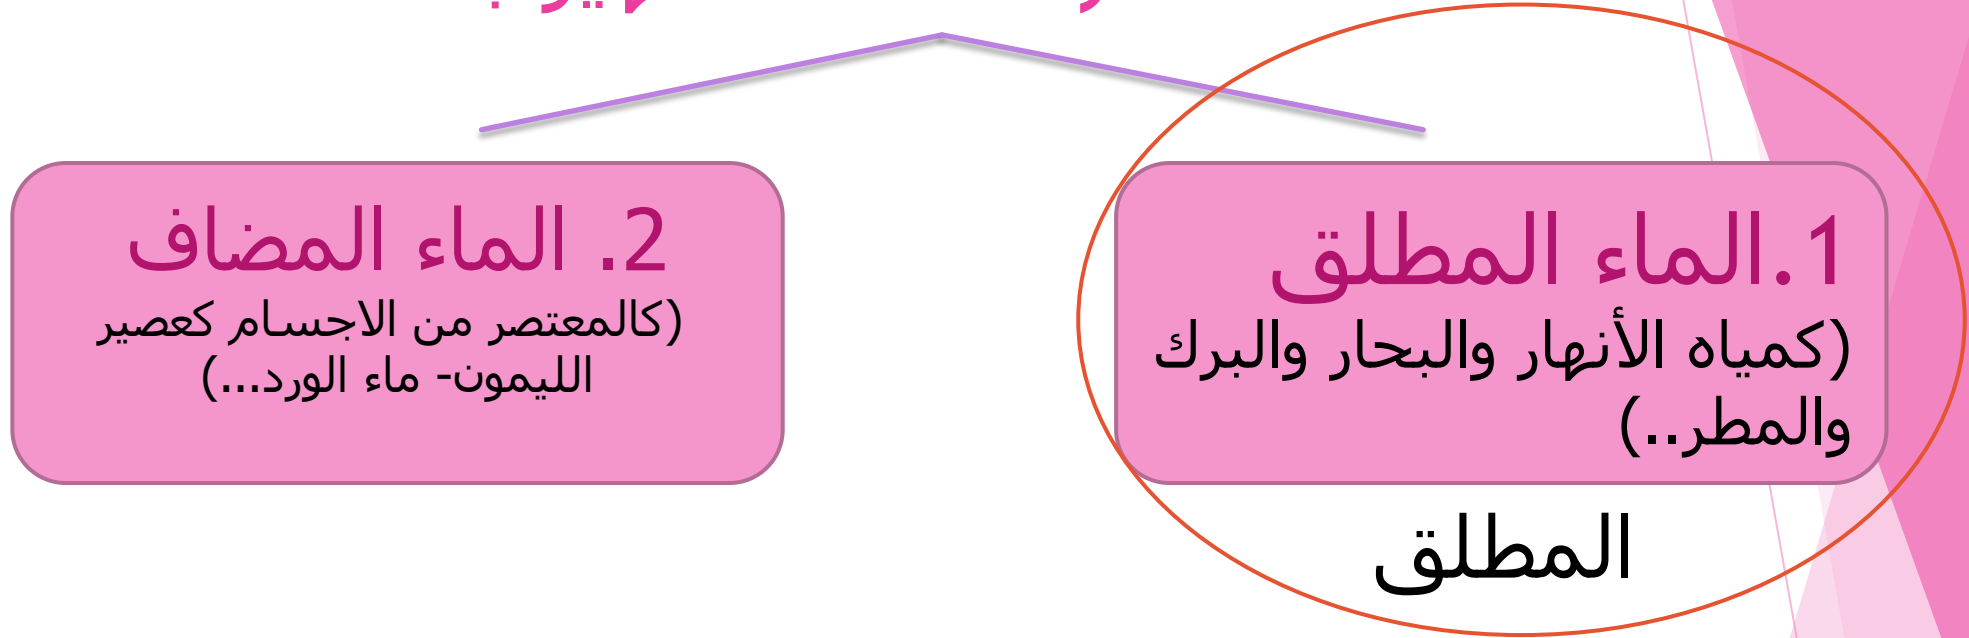 1.الماء المطلق
(كمياه الأنهار والبحار والبرك
والمطر..)
2. الماء المضاف
(كالمعتصر من الاجسام كعصير
الليمون- ماء الورد...)
المطلق